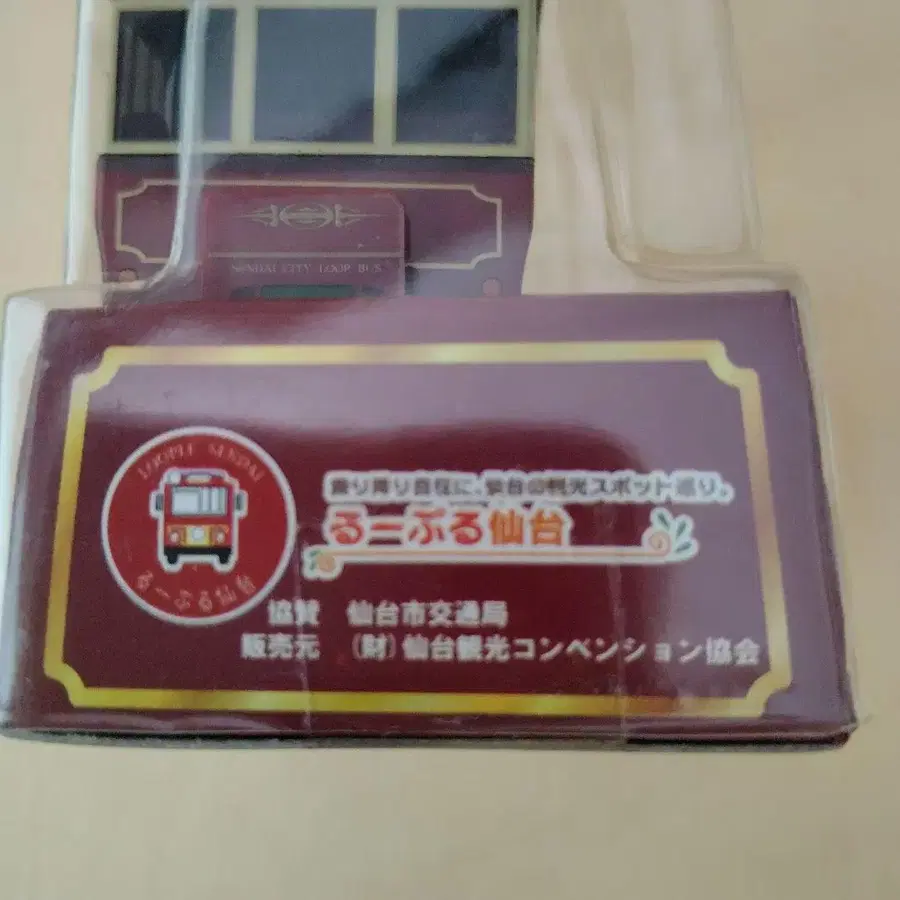 SENDAI CITY LOOP BUS
LOOPLE SENDAI
るーぷる仙台
乗り降り自在に、仙台の観光スポット巡り。
るーぷる仙台
協賛 仙台市交通局
販売元 (財)仙台観光コンベンション協会